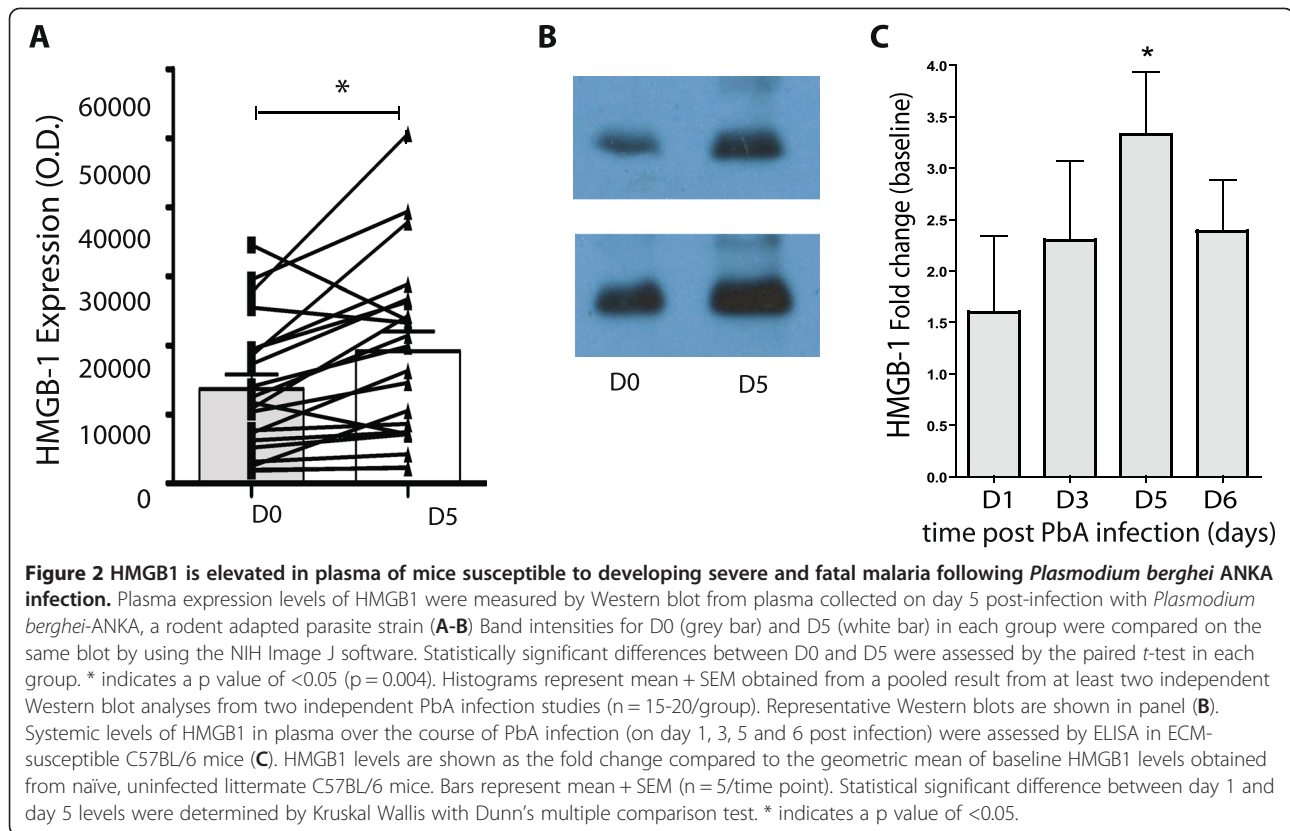 A
B
C
HMGB-1 Expression (O.D.)
60000
50000
40000
30000
20000
10000
0
*
D0
D5
D0
D5
HMGB-1 Fold change (baseline)
4.0
3.5
3.0
2.5
2.0
1.5
1.0
0.5
0.0
*
D1
D3
D5
D6
time post PbA infection (days)
Figure 2 HMGB1 is elevated in plasma of mice susceptible to developing severe and fatal malaria following Plasmodium berghei ANKA
infection. Plasma expression levels of HMGB1 were measured by Western blot from plasma collected on day 5 post-infection with Plasmodium
berghei-ANKA, a rodent adapted parasite strain (A-B) Band intensities for D0 (grey bar) and D5 (white bar) in each group were compared on the
same blot by using the NIH Image J software. Statistically significant differences between D0 and D5 were assessed by the paired t-test in each
group. * indicates a p value of <0.05 (p = 0.004). Histograms represent mean + SEM obtained from a pooled result from at least two independent
Western blot analyses from two independent PbA infection studies (n = 15-20/group). Representative Western blots are shown in panel (B).
Systemic levels of HMGB1 in plasma over the course of PbA infection (on day 1, 3, 5 and 6 post infection) were assessed by ELISA in ECM-
susceptible C57BL/6 mice (C). HMGB1 levels are shown as the fold change compared to the geometric mean of baseline HMGB1 levels obtained
from naïve, uninfected littermate C57BL/6 mice. Bars represent mean + SEM (n = 5/time point). Statistical significant difference between day 1 and
day 5 levels were determined by Kruskal Wallis with Dunn's multiple comparison test. * indicates a p value of <0.05.